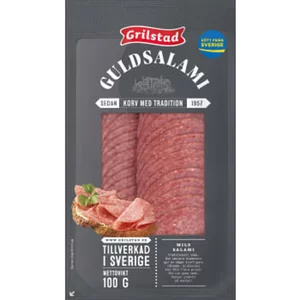 Grilstad
KÖTT FRÅN
SVERIGE
GULDSALAMI
SEDAN KORV MED TRADITION 1957
WWW.GRILSTAD.SE
TILLVERKAD
I SVERIGE
NETTOVIKT
100 G
MILD
SALAMI